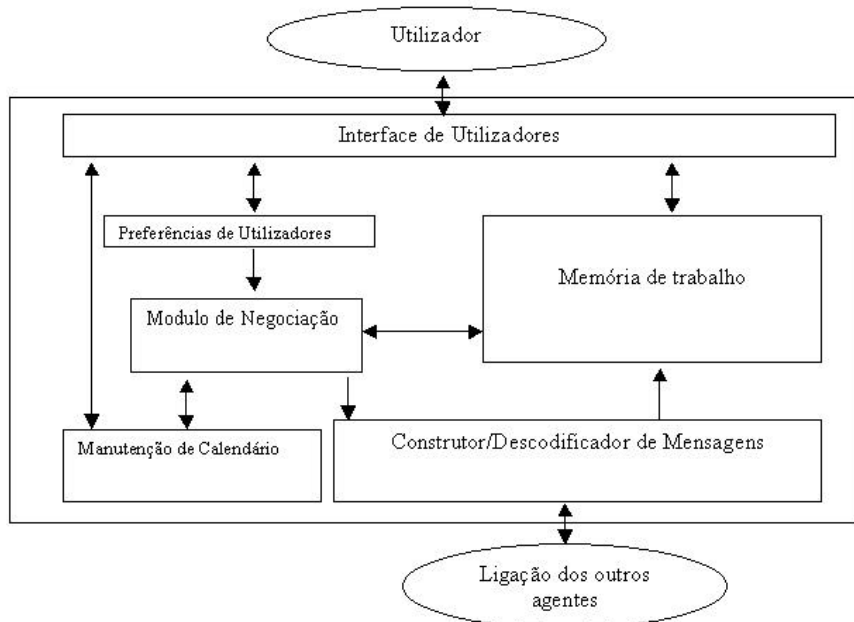 Utilizador
Interface de Utilizadores
Preferências de Utilizadores
Memória de trabalho
Modulo de Negociação
Manutenção de Calendário
Construtor/Descodificador de Mensagens
Ligação dos outros
agentes